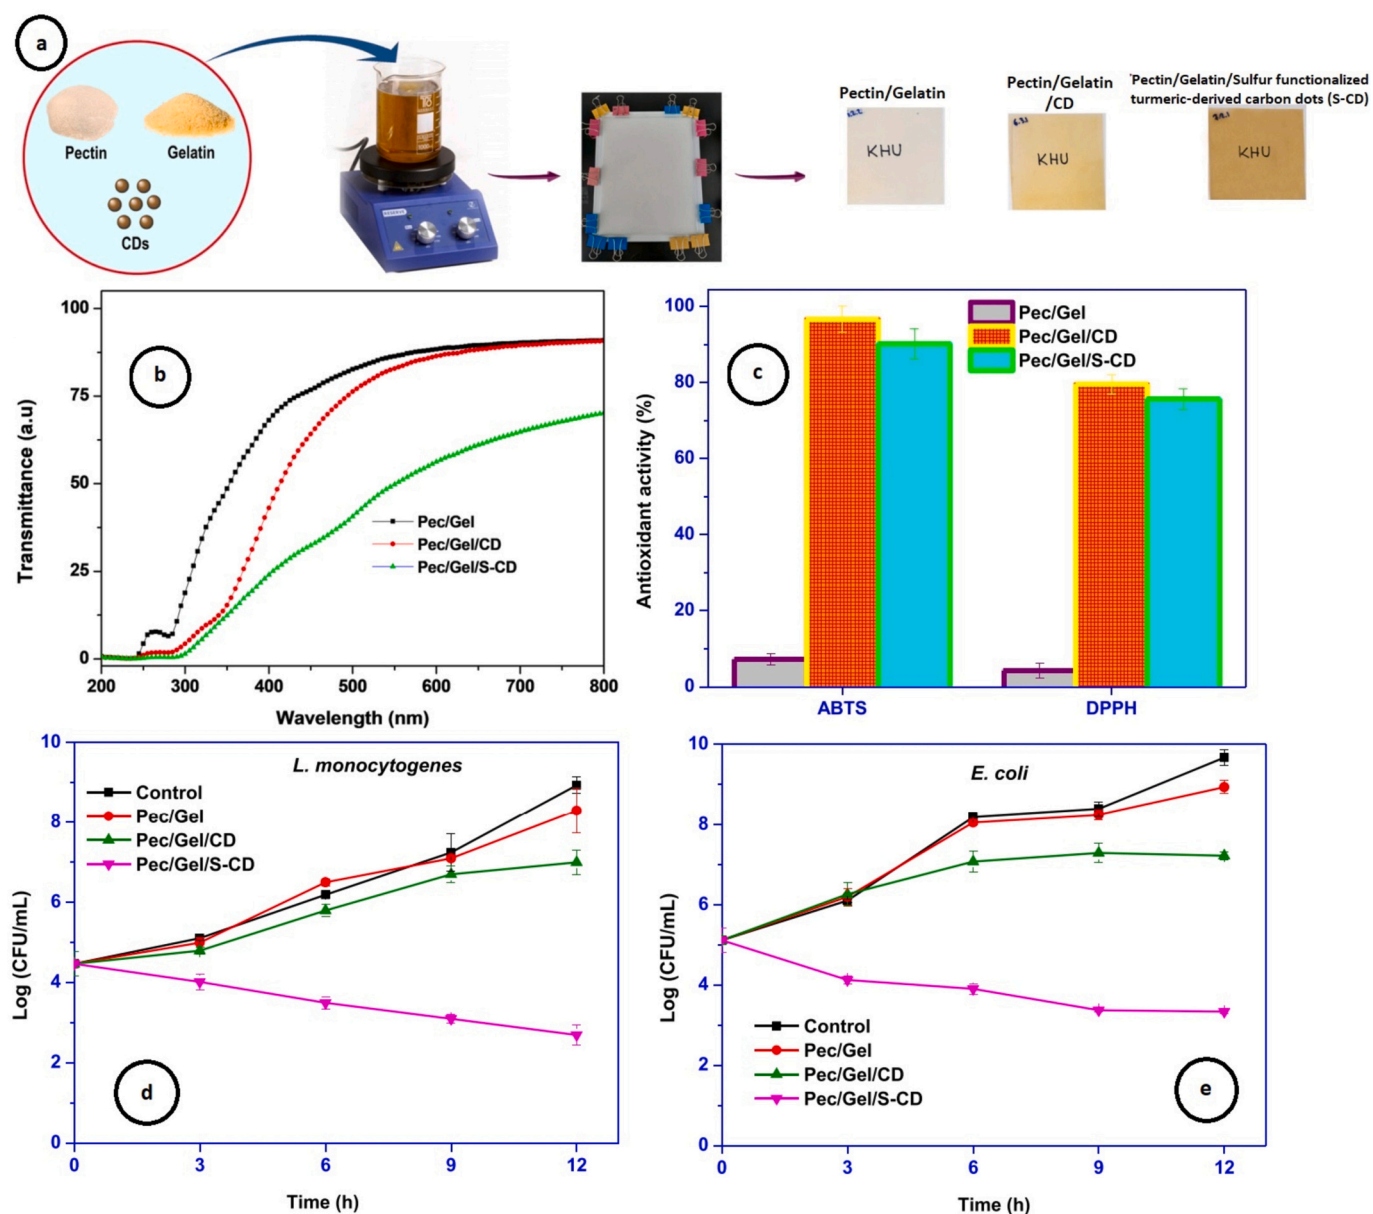 a
Pectin
Gelatin
CDs
Pectin/Gelatin
KHU
Pectin/Gelatin
/CD
KHU
Pectin/Gelatin/Sulfur functionalized
turmeric-derived carbon dots (S-CD)
KHU
100
75
50
25
0
Transmittance (a.u)
b
Pec/Gel
Pec/Gel/CD
Pec/Gel/S-CD
200
300
400
500
600
700
800
Wavelength (nm)
100
80
60
40
20
0
Antioxidant activity (%)
c
Pec/Gel
Pec/Gel/CD
Pec/Gel/S-CD
ABTS
DPPH
10
8
6
4
2
0
Log (CFU/mL)
L. monocytogenes
Control
Pec/Gel
Pec/Gel/CD
Pec/Gel/S-CD
d
0
3
6
9
12
Time (h)
10
8
6
4
2
0
Log (CFU/mL)
E. coli
Control
Pec/Gel
Pec/Gel/CD
Pec/Gel/S-CD
e
0
3
6
9
12
Time (h)